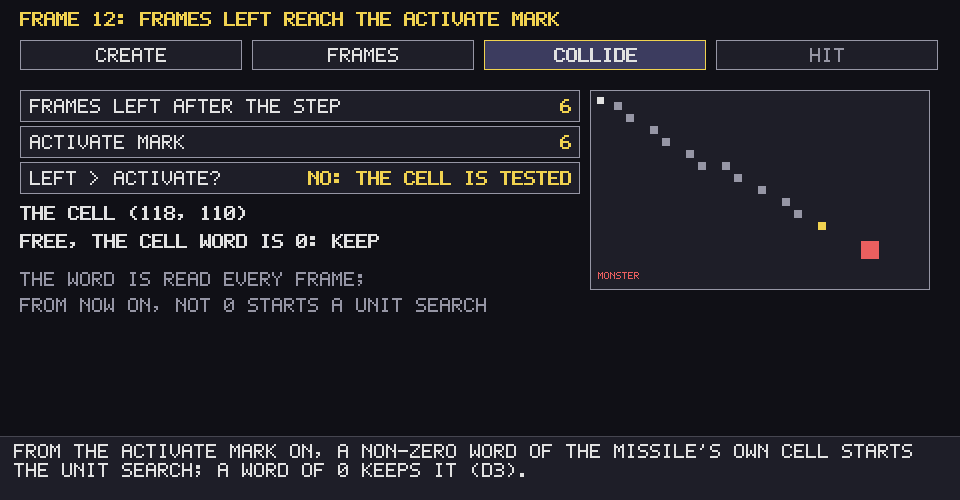 FRAME 12: FRAMES LEFT REACH THE ACTIVATE MARK
CREATE
FRAMES
COLLIDE
HIT
FRAMES LEFT AFTER THE STEP 6
ACTIVATE MARK 6
LEFT > ACTIVATE? NO: THE CELL IS TESTED
THE CELL (118, 110)
FREE, THE CELL WORD IS 0: KEEP
THE WORD IS READ EVERY FRAME;
FROM NOW ON, NOT 0 STARTS A UNIT SEARCH
MONSTER
FROM THE ACTIVATE MARK ON, A NON-ZERO WORD OF THE MISSILE'S OWN CELL STARTS
THE UNIT SEARCH; A WORD OF 0 KEEPS IT (D3).